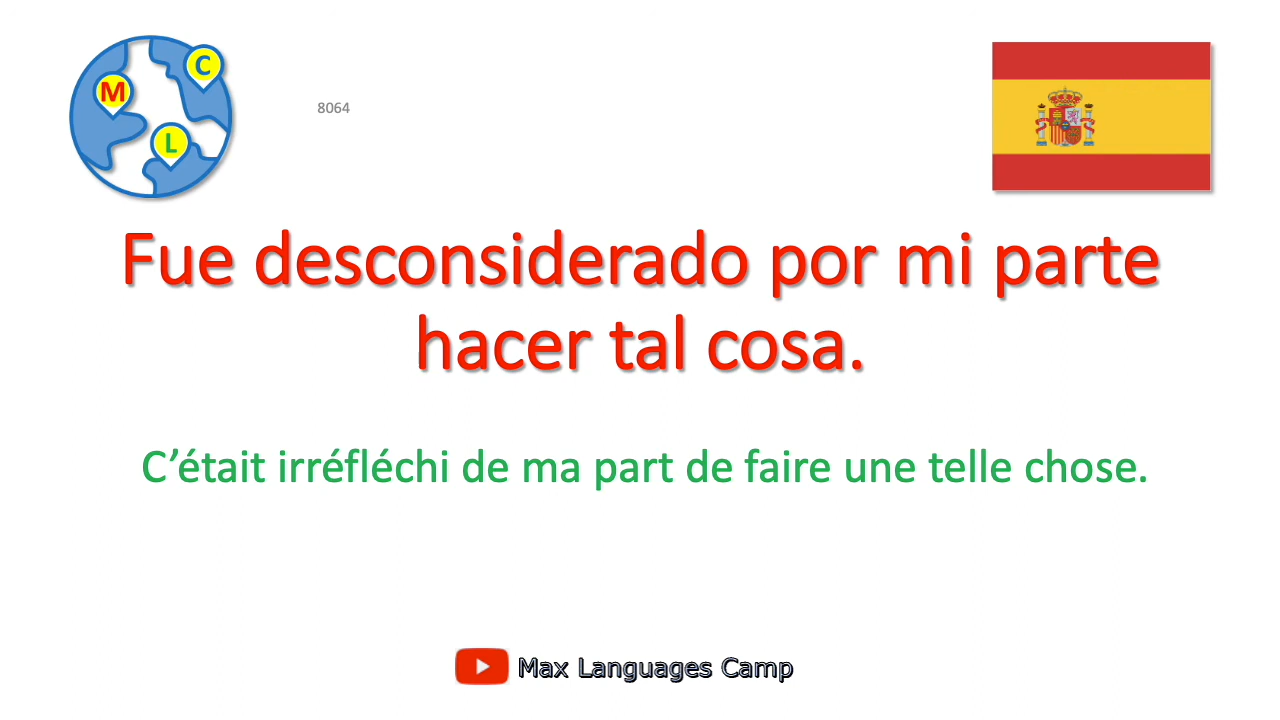 C
M
L
8064
Fue desconsiderado por mi parte
hacer tal cosa.
C’était irréfléchi de ma part de faire une telle chose.
Max Languages Camp